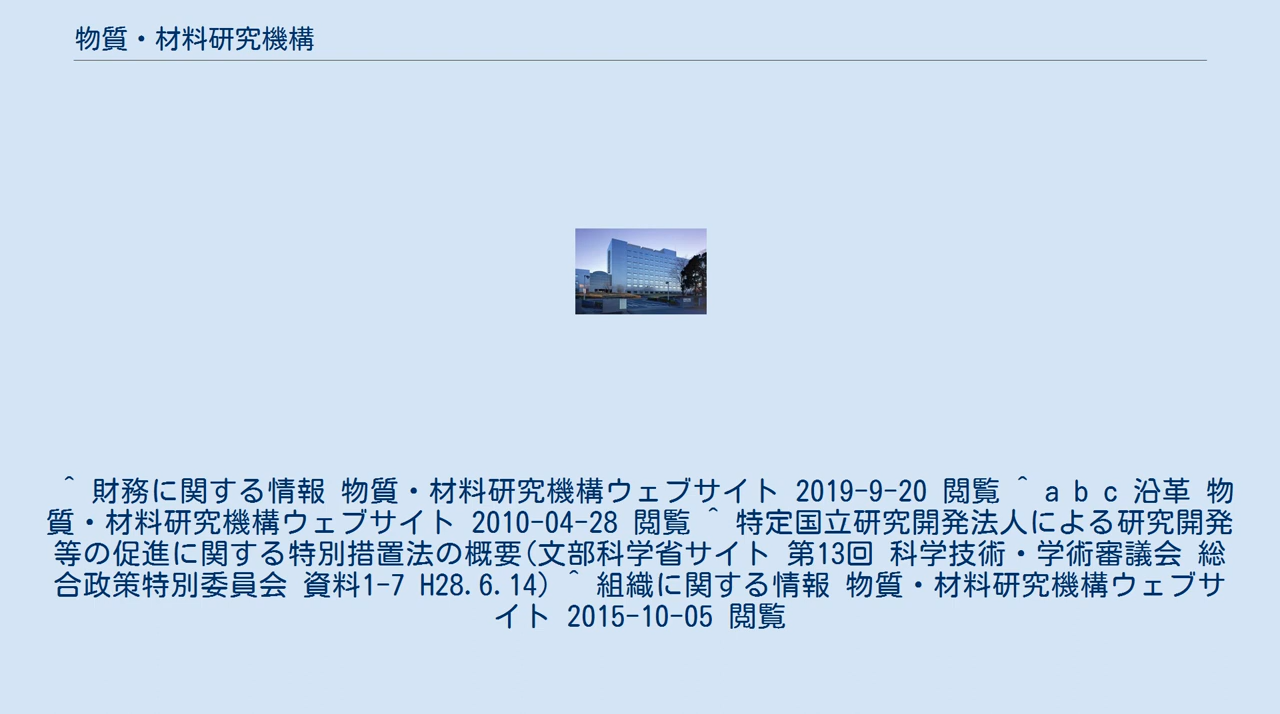 物質・材料研究機構
^ 財務に関する情報 物質・材料研究機構ウェブサイト 2019-9-20 閲覧 ^ a b c 沿革 物
質・材料研究機構ウェブサイト 2010-04-28 閲覧 ^ 特定国立研究開発法人による研究開発
等の促進に関する特別措置法の概要(文部科学省サイト 第13回 科学技術・学術審議会 総
合政策特別委員会 資料1-7 H28.6.14) ^ 組織に関する情報 物質・材料研究機構ウェブサ
イト 2015-10-05 閲覧